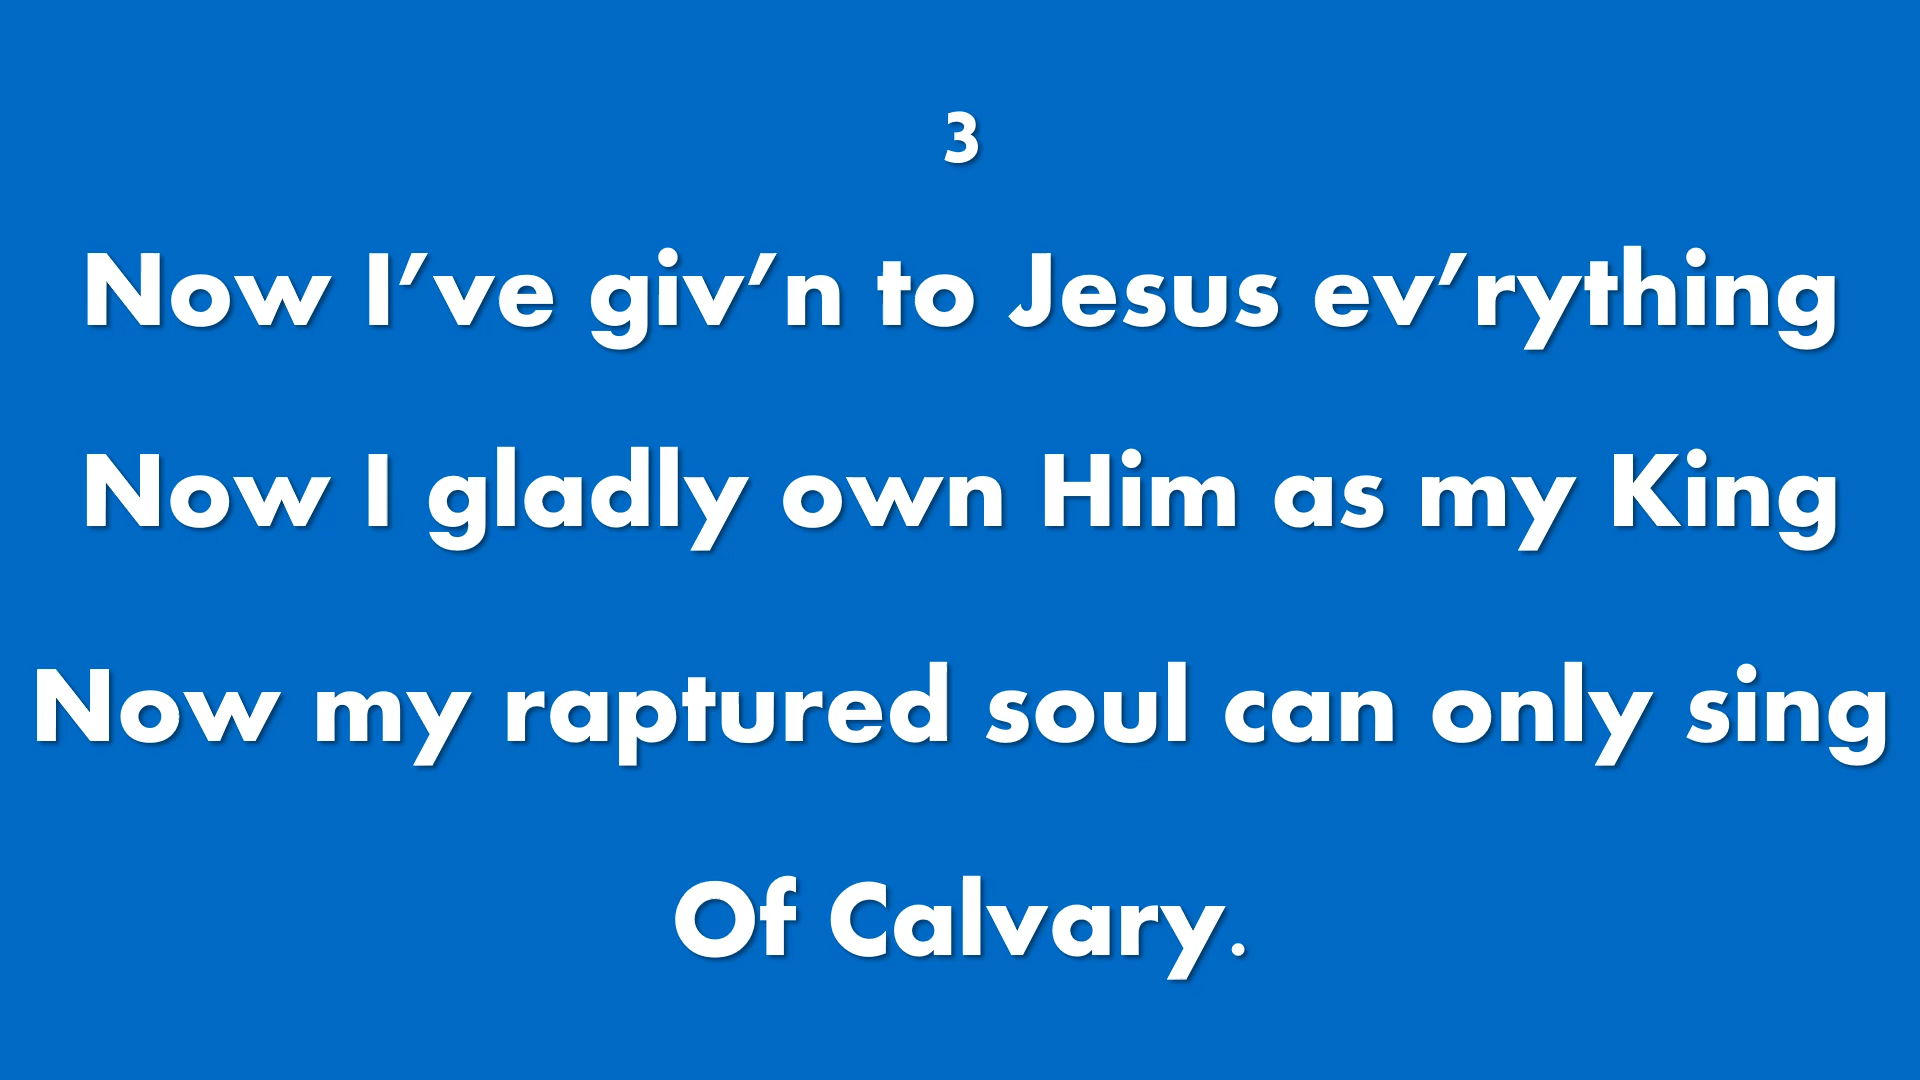 3
Now I’ve giv’n to Jesus ev’rything
Now I gladly own Him as my King
Now my raptured soul can only sing
Of Calvary.